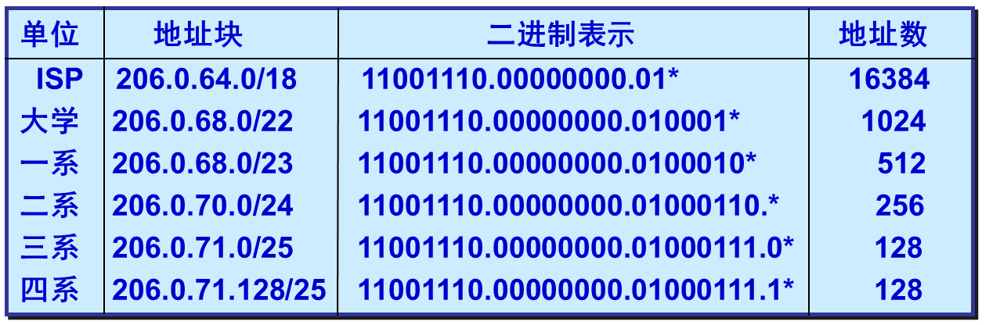 单位 地址块 二进制表示 地址数
ISP 206.0.64.0/18 11001110.00000000.01* 16384
大学 206.0.68.0/22 11001110.00000000.010001* 1024
一系 206.0.68.0/23 11001110.00000000.0100010* 512
二系 206.0.70.0/24 11001110.00000000.01000110.* 256
三系 206.0.71.0/25 11001110.00000000.01000111.0* 128
四系 206.0.71.128/25 11001110.00000000.01000111.1* 128